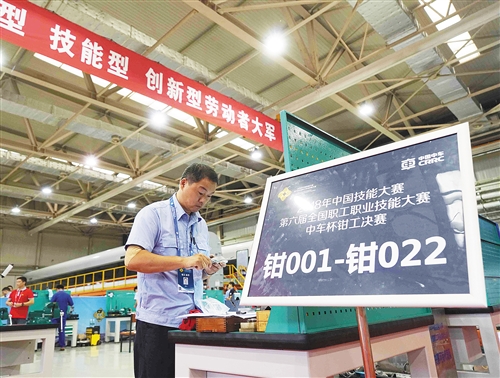 型 技能型 创新型劳动者大军
中国中车
CRRC
2018年中国技能大赛
第六届全国职工职业技能大赛
中车杯钳工决赛
钳001-钳022